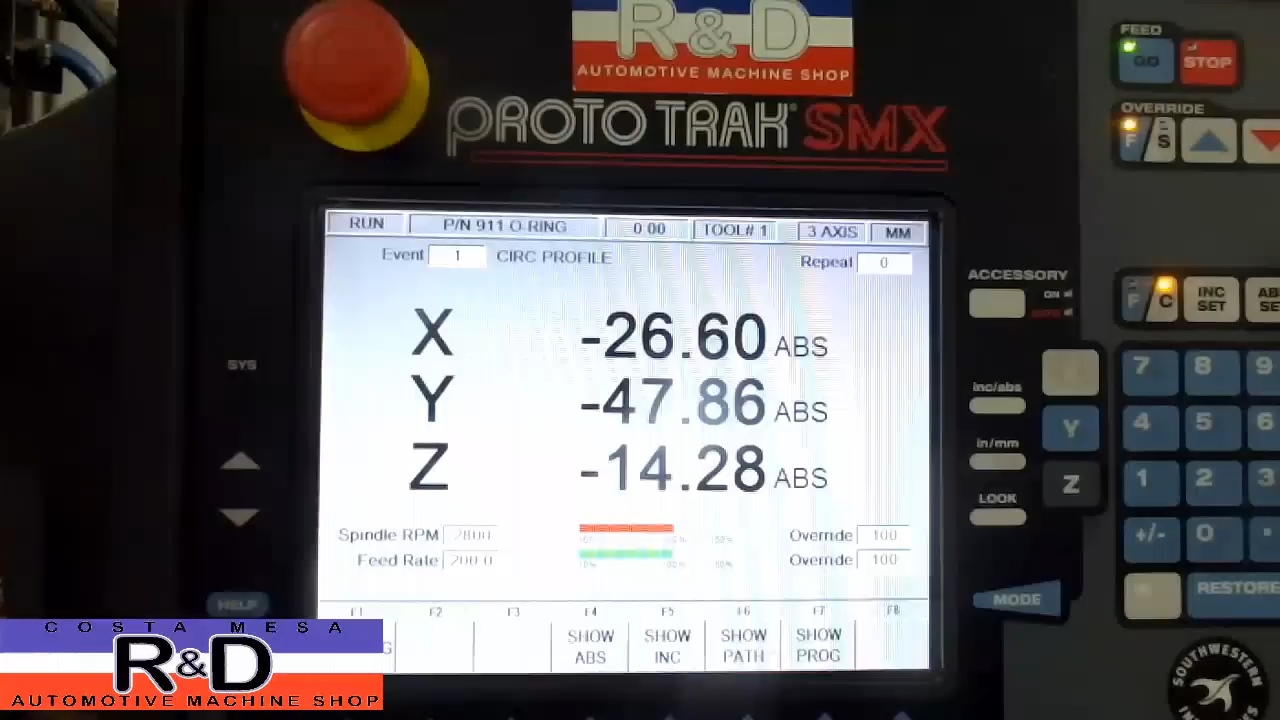 R&D
AUTOMOTIVE MACHINE SHOP
PROTO TRAK SMX
FEED
GO STOP
OVERRIDE
F/S
RUN P/N 911 O-RING 0 00 TOOL# 1 3 AXIS MM
Event 1 CIRC PROFILE Repeal 0
X -26.60 ABS
Y -47.86 ABS
Z -14.28 ABS
Spindle RPM 2800 Override 100
Feed Rate 200.0 Override 100
F1 F2 F3 F4 F5 F6 F7 F8
SHOW ABS
SHOW INC
SHOW PATH
SHOW PROG
SYS
HELP
ACCESSORY
ON
inc/abs
in/mm
LOOK
MODE
F/C
INC SET
7 8 9
Y 4 5 6
Z 1 2 3
+/- 0 .
RESTORE
SOUTHWESTERN
COSTA MESA
R&D
AUTOMOTIVE MACHINE SHOP